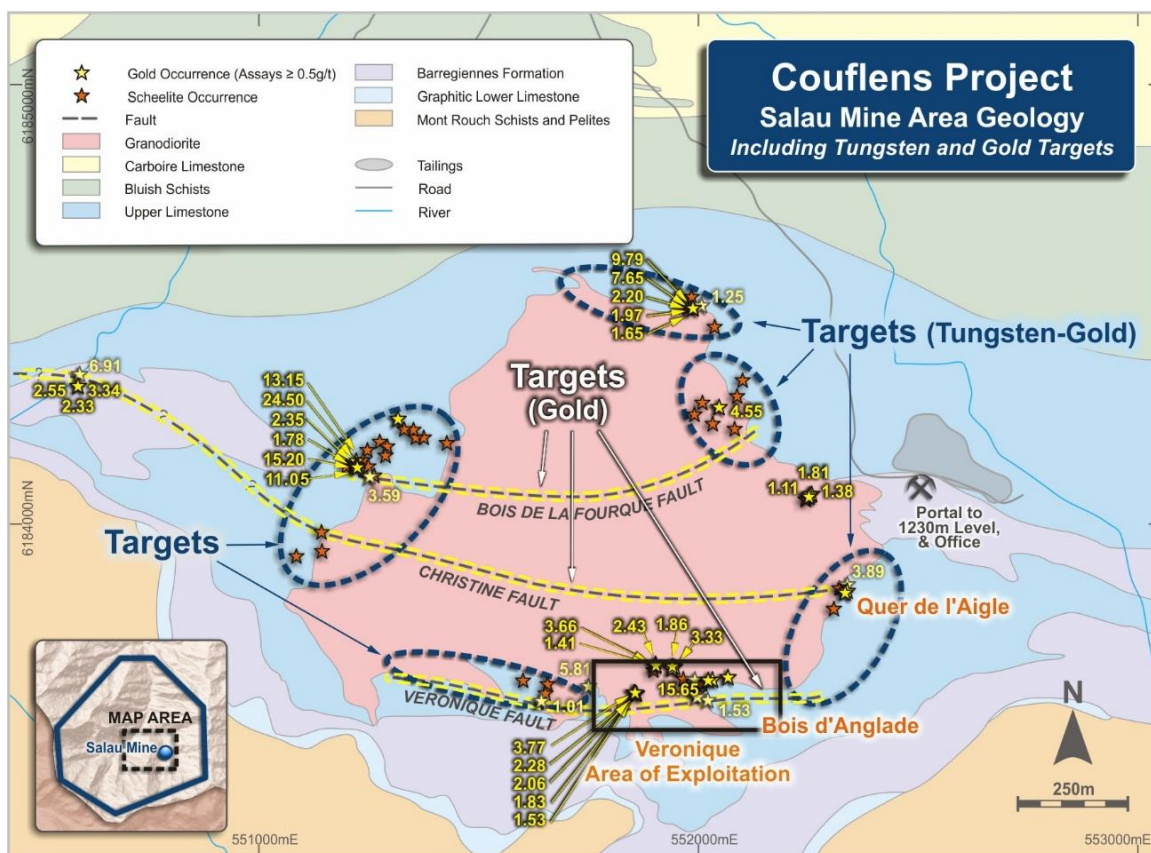 Couflens Project
Salau Mine Area Geology
Including Tungsten and Gold Targets
Gold Occurrence (Assays ≥ 0.5g/t)
Scheelite Occurrence
Fault
Granodiorite
Carboire Limestone
Bluish Schists
Upper Limestone
Barregiennes Formation
Graphitic Lower Limestone
Mont Rouch Schists and Pelites
Tailings
Road
River
6185000mN
6184000mN
9.79
7.65
2.20
1.97
1.65
1.25
Targets (Tungsten-Gold)
Targets
(Gold)
6.91
2.55
3.34
2.33
13.15
24.50
2.35
1.78
15.20
11.05
3.59
4.55
BOIS DE LA FOURQUE FAULT
1.81
1.11
1.38
Portal to
1230m Level,
& Office
Targets
CHRISTINE FAULT
3.89
Quer de l'Aigle
3.66
1.41
2.43
1.86
3.33
5.81
15.65
1.01
1.53
VERONIQUE FAULT
Bois d'Anglade
Veronique
Area of Exploitation
3.77
2.28
2.06
1.83
1.53
MAP AREA
Salau Mine
N
250m
551000mE
552000mE
553000mE